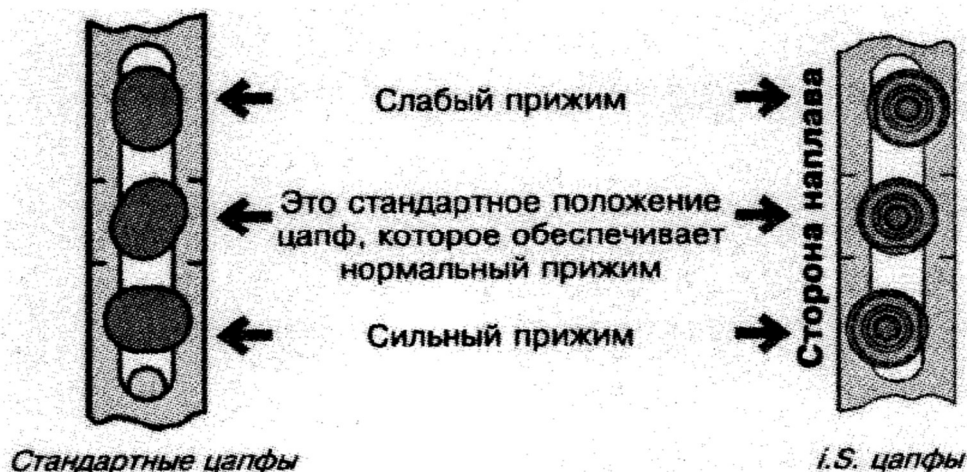 Слабый прижим
Это стандартное положение
цапф, которое обеспечивает
нормальный прижим
Сильный прижим
Сторона наплава
Стандартные цапфы
i.S. цапфы